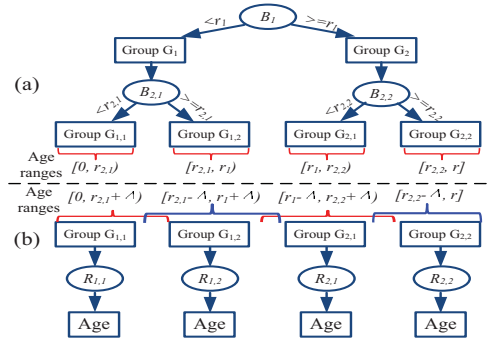 B1
<r1 >=r1
Group G1 Group G2
(a) B2,1 B2,2
<r2,1 >=r2,1 <r2,2 >=r2,2
Group G1,1 Group G1,2 Group G2,1 Group G2,2
Age ranges [0, r2,1) [r2,1, r1) [r1, r2,2) [r2,2, r]
Age ranges [0, r2,1+ Λ) [r2,1- Λ, r1+ Λ) [r1- Λ, r2,2+ Λ) [r2,2- Λ, r]
(b) Group G1,1 Group G1,2 Group G2,1 Group G2,2
R1,1 R1,2 R2,1 R2,2
Age Age Age Age